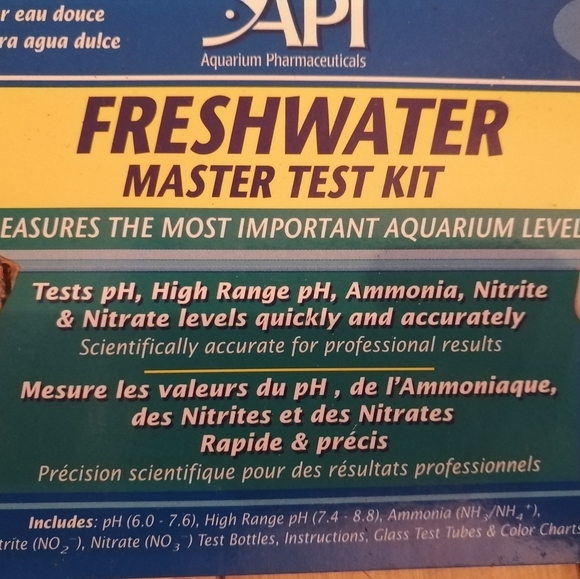 r eau douce
ra agua dulce
API
Aquarium Pharmaceuticals
FRESHWATER
MASTER TEST KIT
EASURES THE MOST IMPORTANT AQUARIUM LEVEL
Tests pH, High Range pH, Ammonia, Nitrite
& Nitrate levels quickly and accurately
Scientifically accurate for professional results
Mesure les valeurs du pH , de l'Ammoniaque,
des Nitrites et des Nitrates
Rapide & précis
Précision scientifique pour des résultats professionnels
Includes: pH (6.0 - 7.6), High Range pH (7.4 - 8.8), Ammonia (NH₃/NH₄⁺),
trite (NO₂⁻), Nitrate (NO₃⁻) Test Bottles, Instructions, Glass Test Tubes & Color Charts